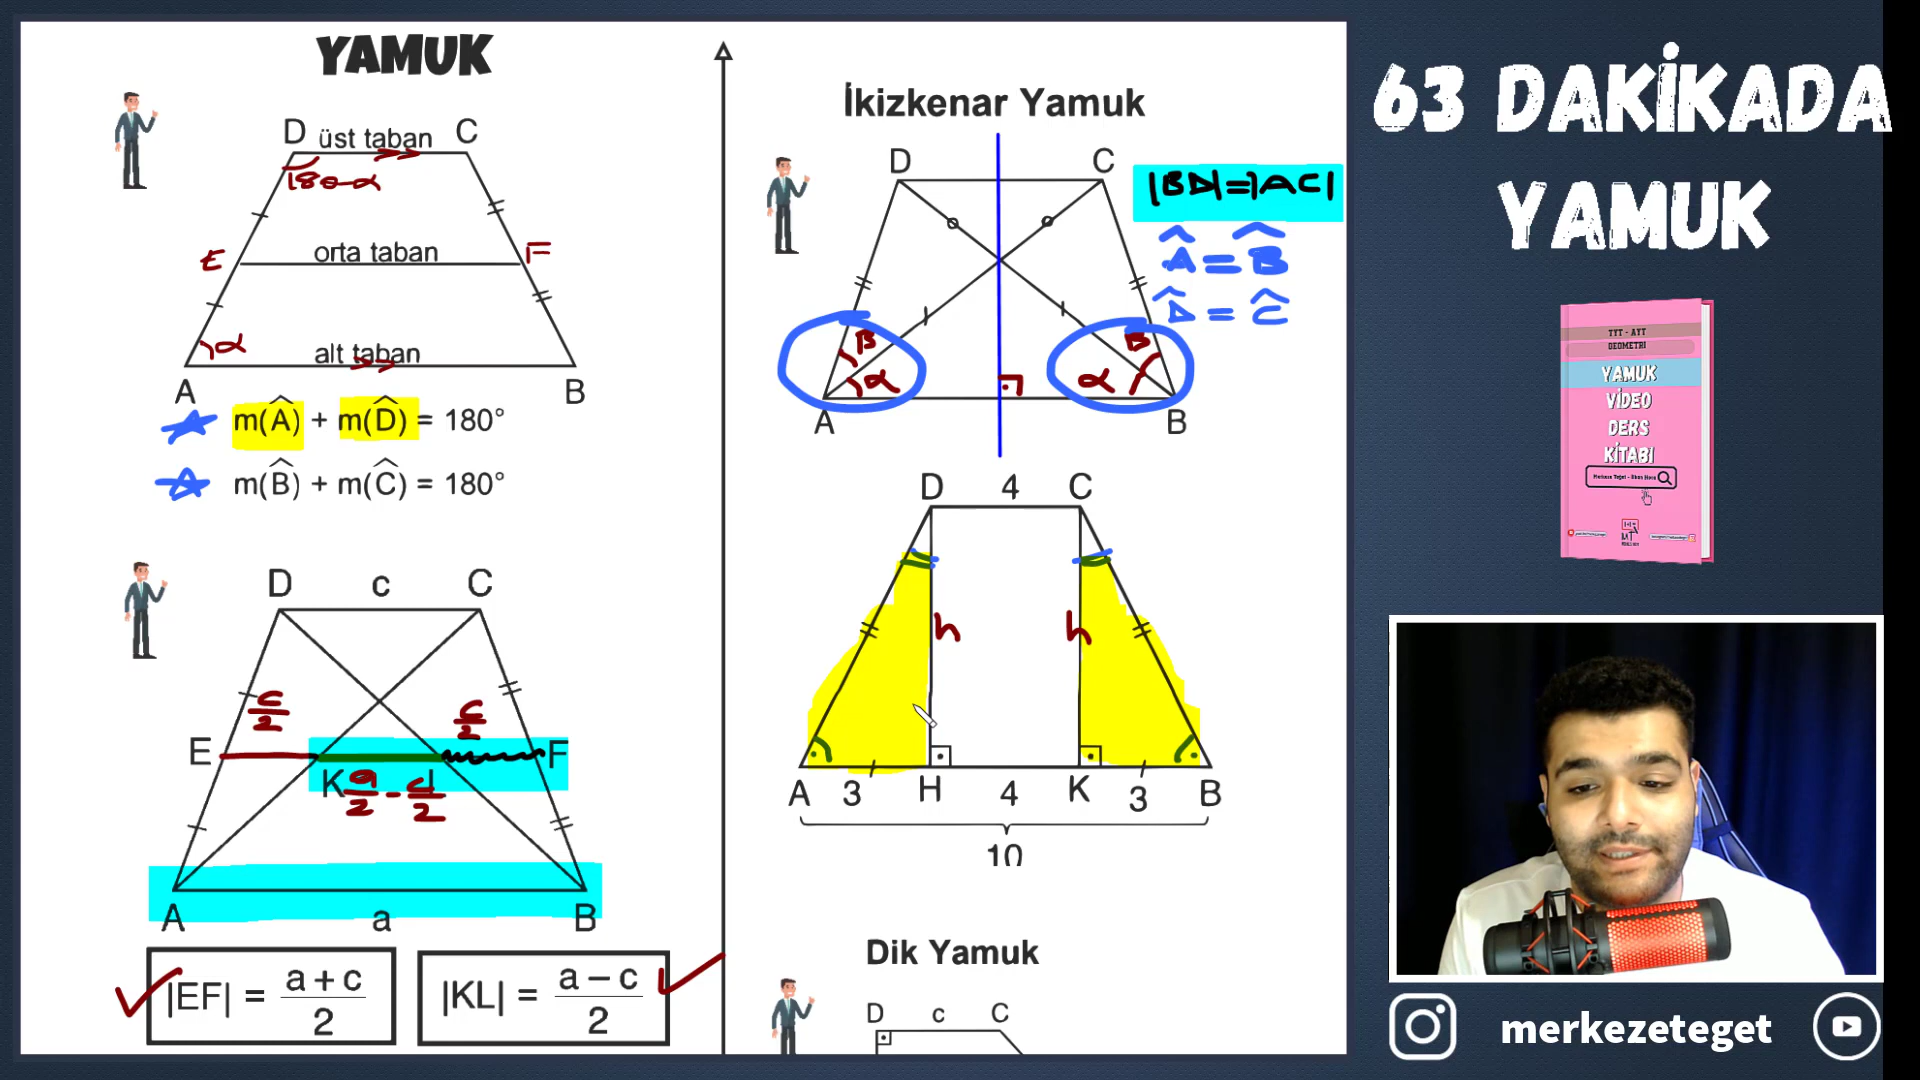 YAMUK
D üst taban C
180-α
E orta taban F
α
alt taban
A B
m(A) + m(D) = 180°
m(B) + m(C) = 180°
D c C
c/2 c/2
E F
K a/2 - c/2
A a B
|EF| = a + c / 2
|KL| = a − c / 2
İkizkenar Yamuk
D C
|BD|=|AC|
A = B
D = C
B B
α α
A B
D 4 C
h h
A 3 H 4 K 3 B
10
Dik Yamuk
D c C
63 DAKİKADA
YAMUK
TYT - AYT
GEOMETRI
YAMUK
VİDEO
DERS
KİTABI
merkezeteget